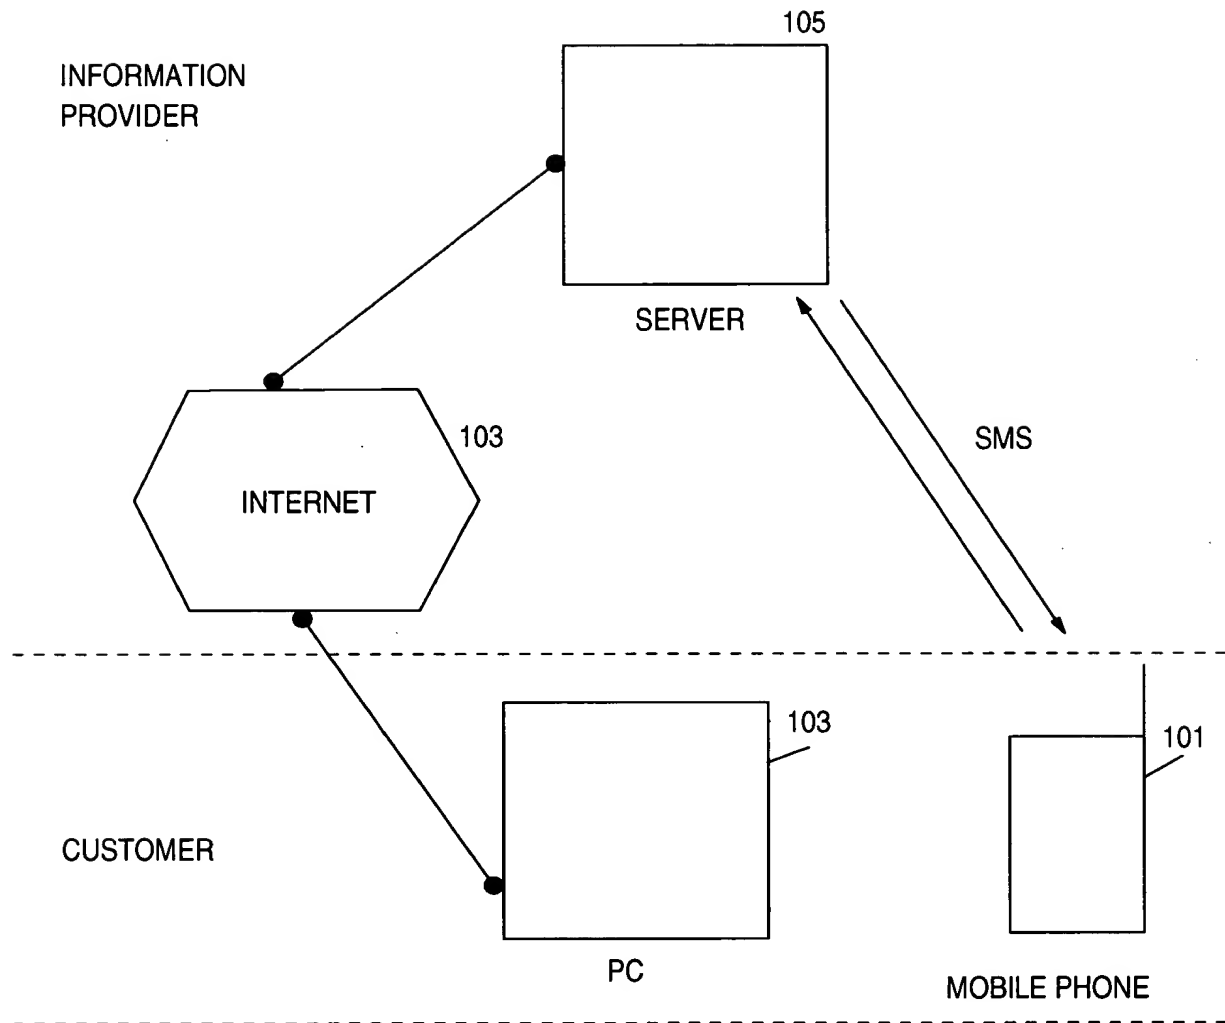 105
INFORMATION
PROVIDER
SERVER
103
SMS
INTERNET
103
101
CUSTOMER
PC
MOBILE PHONE